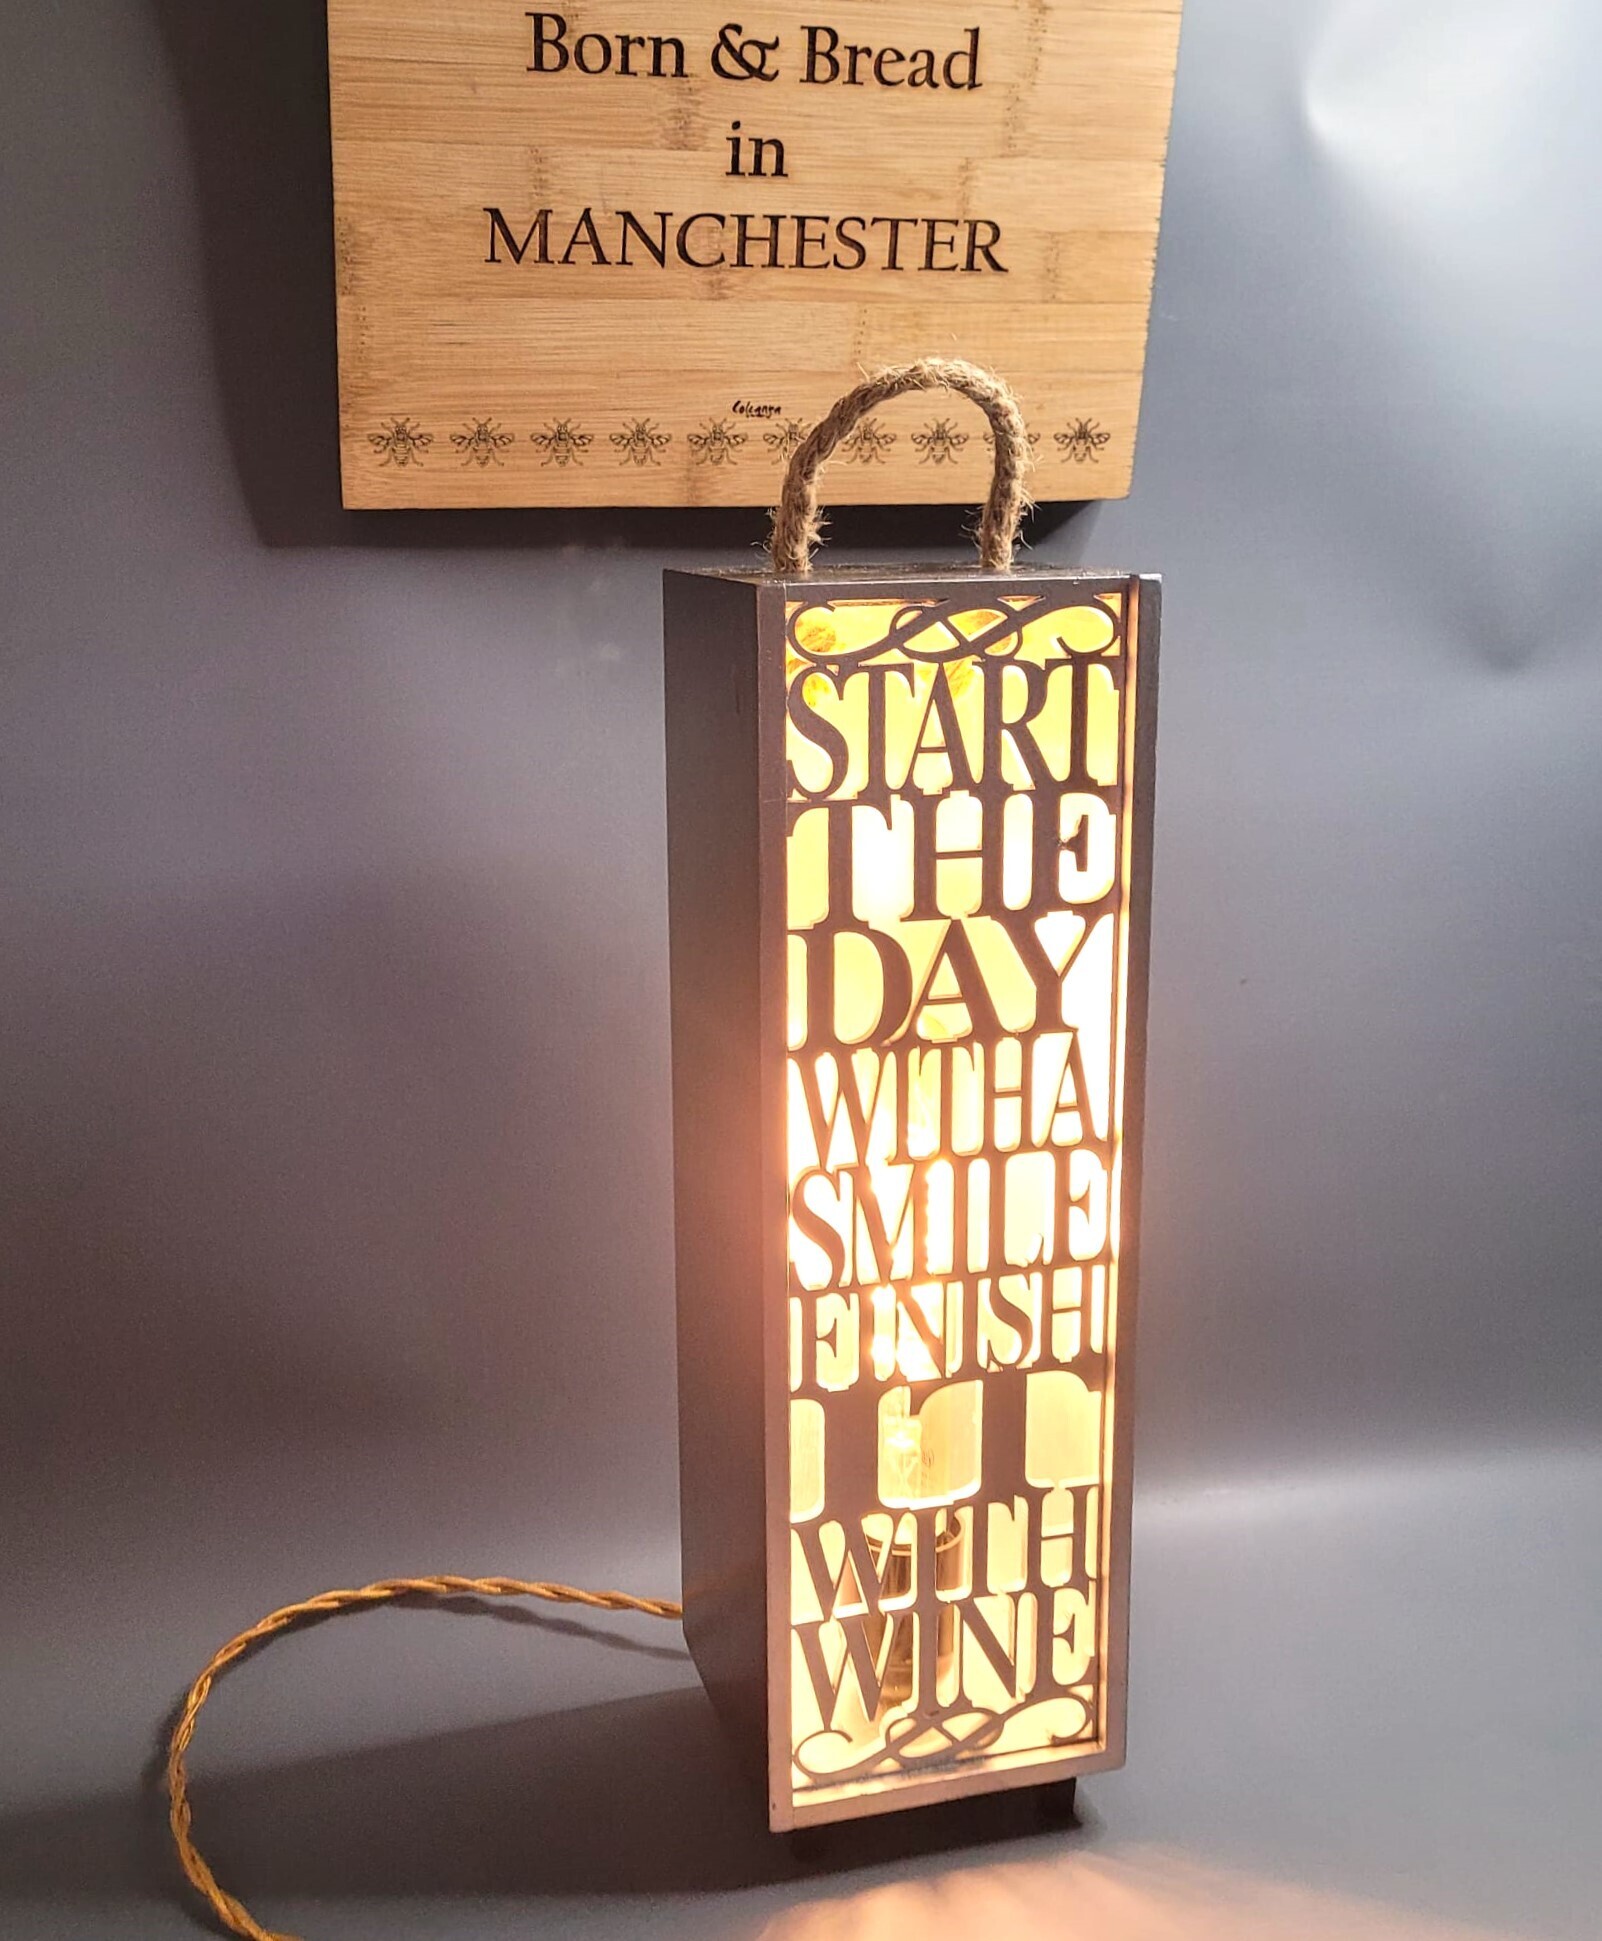 Born & Bread
in
MANCHESTER
START
THE
DAY
WITH A
SMILE
FINISH
IT
WITH
WINE